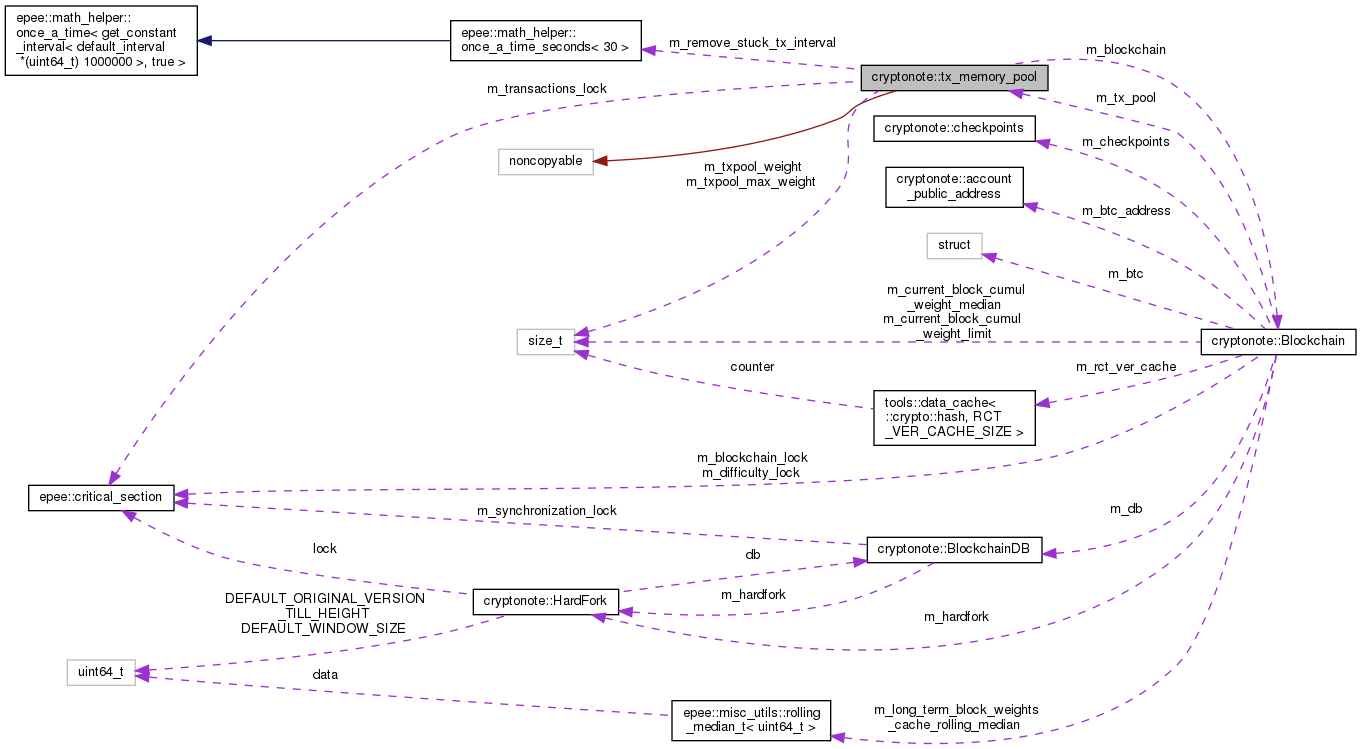 epee::math_helper::
once_a_time< get_constant
_interval< default_interval
*(uint64_t) 1000000 >, true >
epee::math_helper::
once_a_time_seconds< 30 >
m_remove_stuck_tx_interval
m_blockchain
cryptonote::tx_memory_pool
m_transactions_lock
m_tx_pool
cryptonote::checkpoints
m_checkpoints
noncopyable
m_txpool_weight
m_txpool_max_weight
cryptonote::account
_public_address
m_btc_address
struct
m_btc
m_current_block_cumul
_weight_median
m_current_block_cumul
_weight_limit
size_t
cryptonote::Blockchain
counter
m_rct_ver_cache
tools::data_cache<
::crypto::hash, RCT
_VER_CACHE_SIZE >
m_blockchain_lock
m_difficulty_lock
epee::critical_section
m_synchronization_lock
m_db
lock
db
cryptonote::BlockchainDB
DEFAULT_ORIGINAL_VERSION
_TILL_HEIGHT
DEFAULT_WINDOW_SIZE
cryptonote::HardFork
m_hardfork
m_hardfork
uint64_t
data
epee::misc_utils::rolling
_median_t< uint64_t >
m_long_term_block_weights
_cache_rolling_median